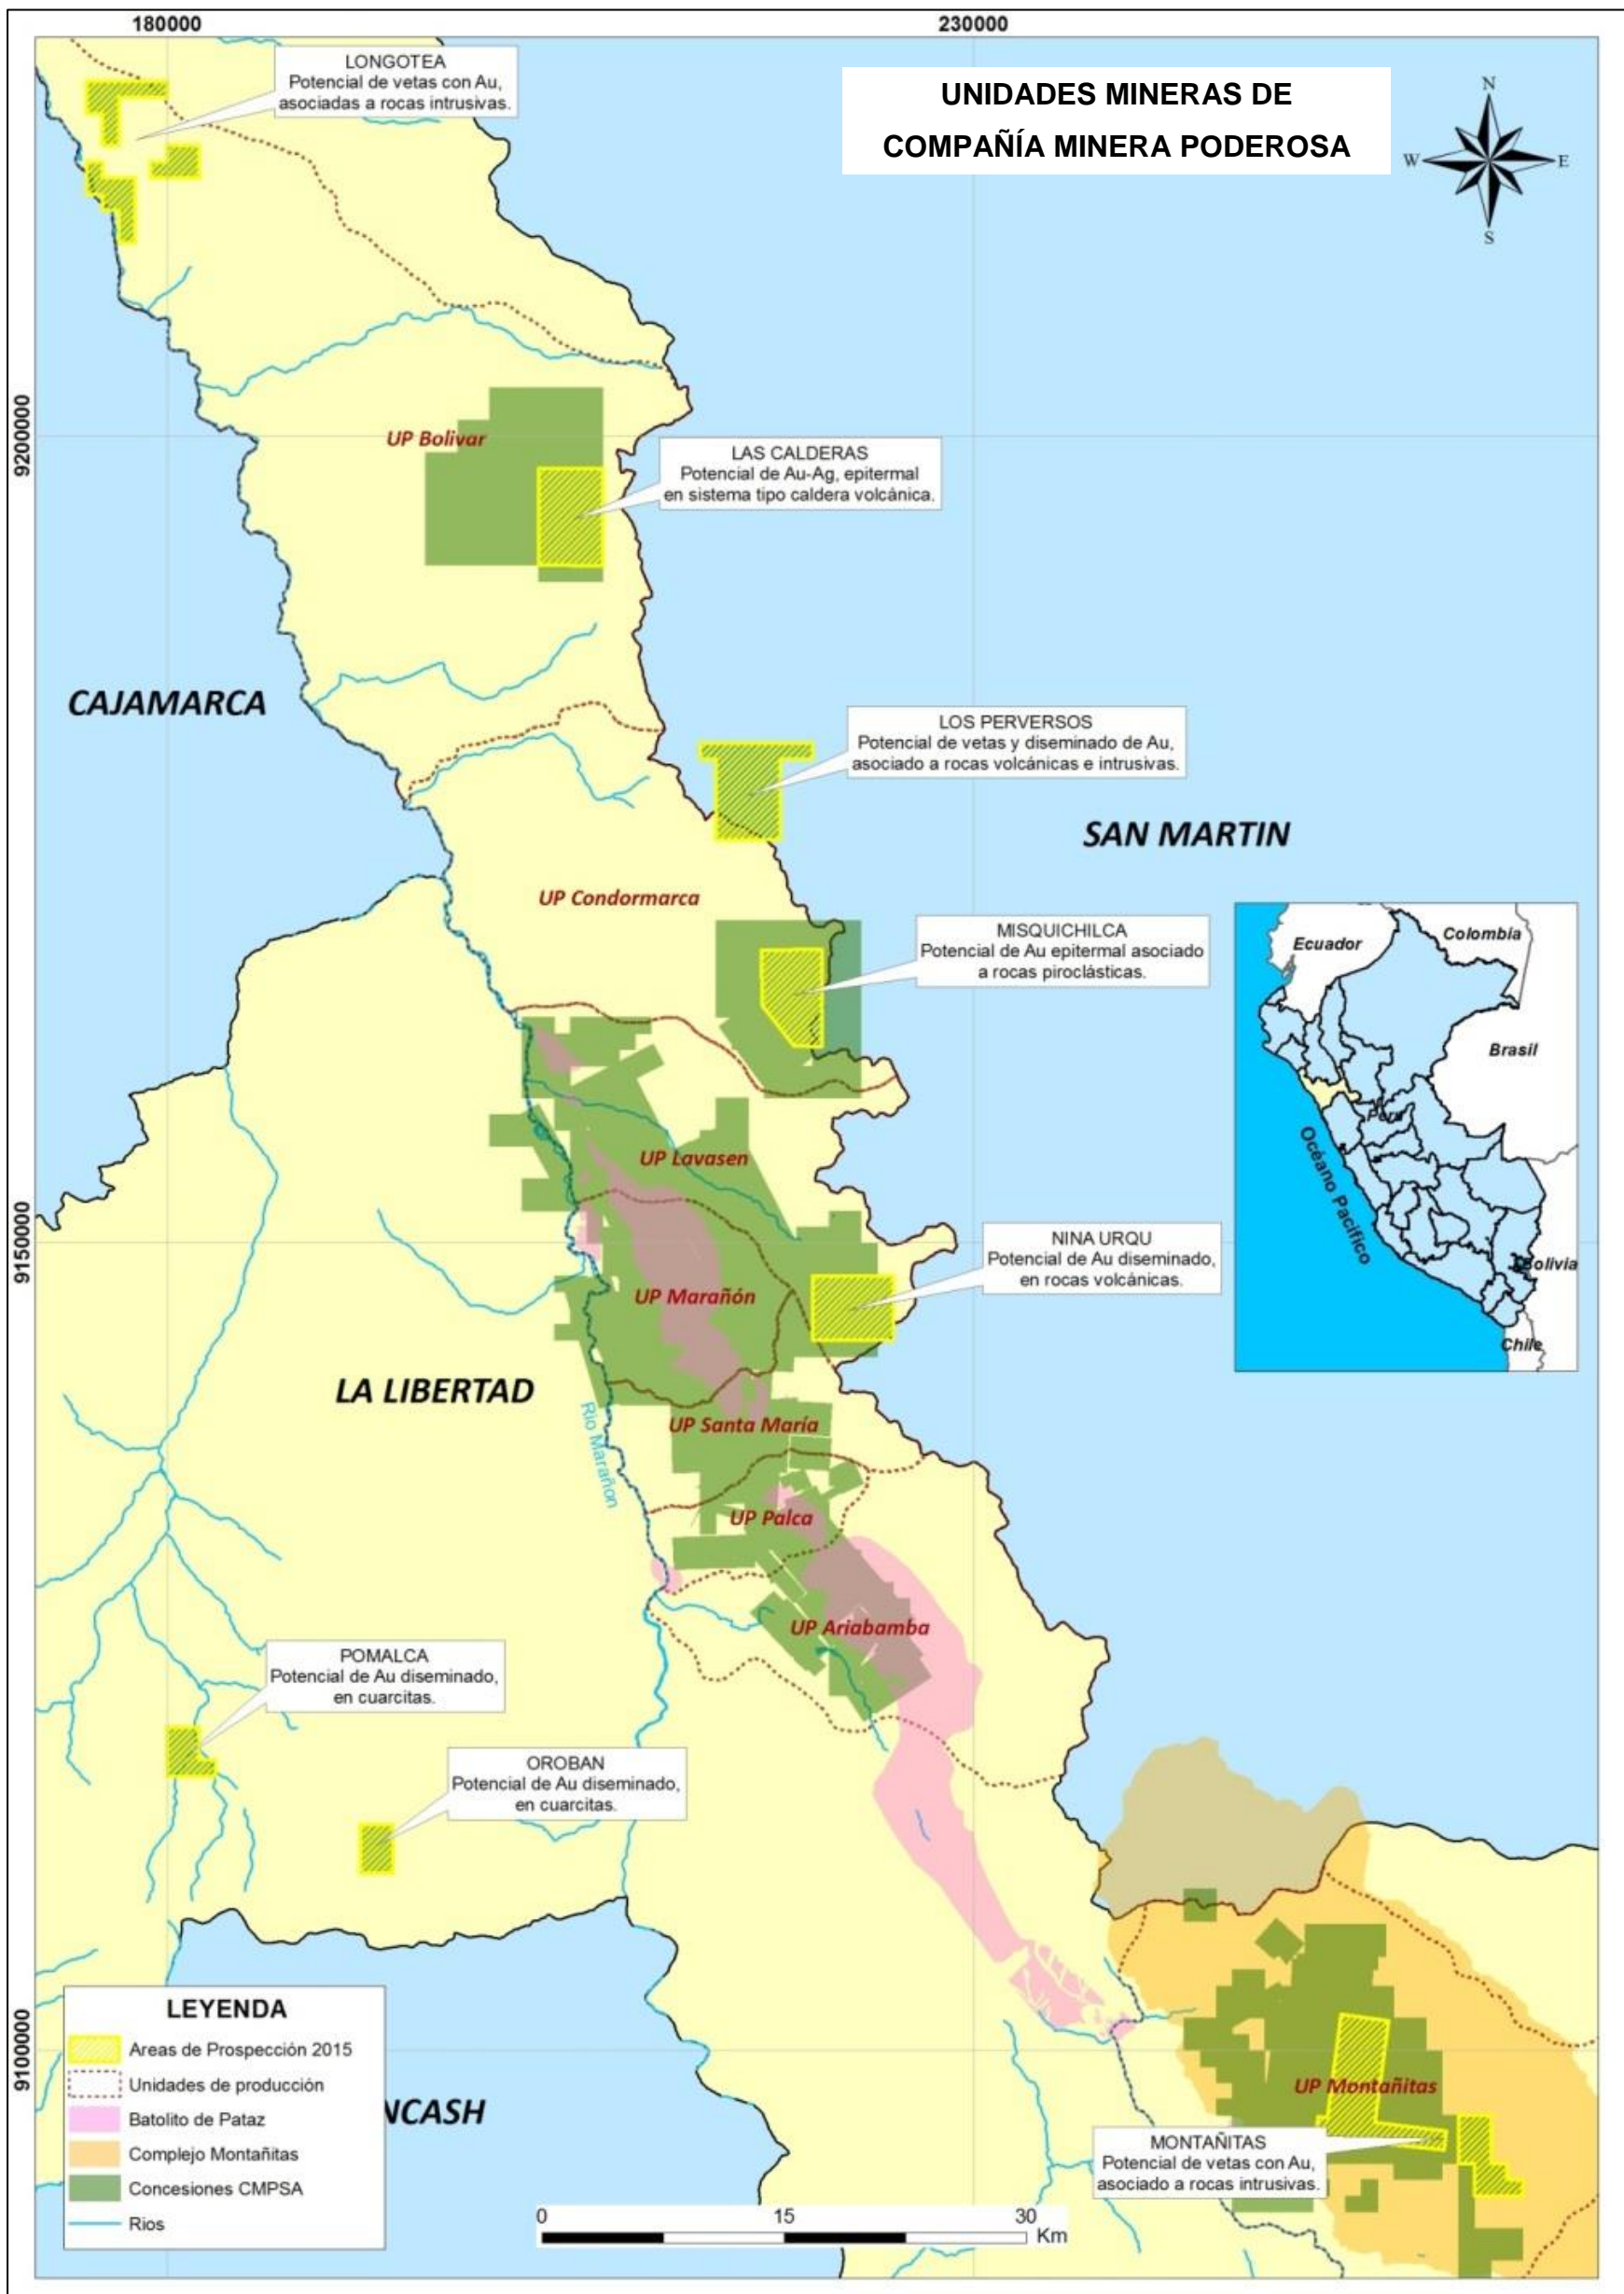 180000
230000
UNIDADES MINERAS DE
COMPAÑÍA MINERA PODEROSA
N
W
E
S
LONGOTEA
Potencial de vetas con Au,
asociadas a rocas intrusivas.
9200000
UP Bolivar
LAS CALDERAS
Potencial de Au-Ag, epitermal
en sistema tipo caldera volcánica.
CAJAMARCA
LOS PERVERSOS
Potencial de vetas y diseminado de Au,
asociado a rocas volcánicas e intrusivas.
SAN MARTIN
UP Condormarca
MISQUICHILCA
Potencial de Au epitermal asociado
a rocas piroclásticas.
Ecuador
Colombia
Brasil
Perú
Océano Pacífico
Bolivia
Chile
UP Lavasen
9150000
NINA URQU
Potencial de Au diseminado,
en rocas volcánicas.
UP Marañón
LA LIBERTAD
Rio Marañon
UP Santa María
UP Palca
UP Ariabamba
POMALCA
Potencial de Au diseminado,
en cuarcitas.
OROBAN
Potencial de Au diseminado,
en cuarcitas.
9100000
LEYENDA
Areas de Prospección 2015
Unidades de producción
Batolito de Pataz
Complejo Montañitas
Concesiones CMPSA
Rios
NCASH
UP Montañitas
MONTAÑITAS
Potencial de vetas con Au,
asociado a rocas intrusivas.
0 15 30
Km